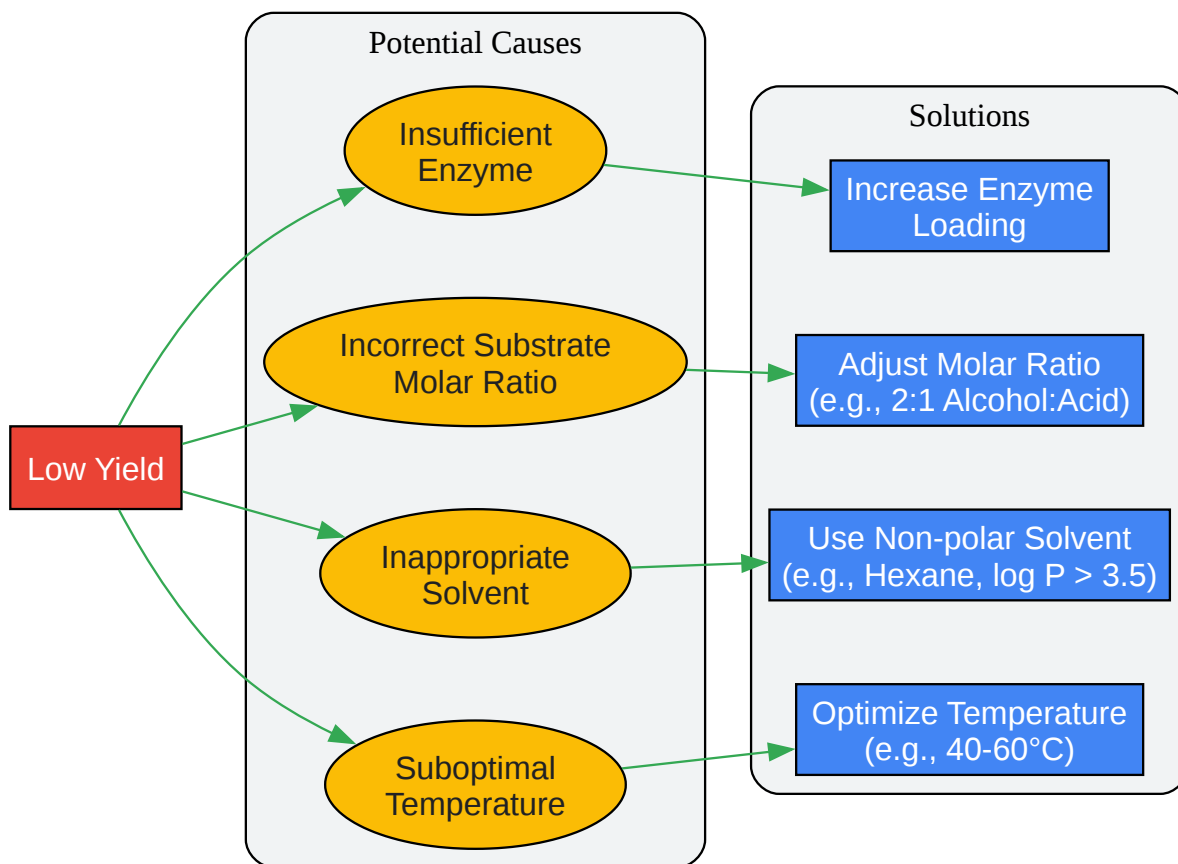 Potential Causes
Solutions
Low Yield
Insufficient
Enzyme
Increase Enzyme
Loading
Incorrect Substrate
Molar Ratio
Adjust Molar Ratio
(e.g., 2:1 Alcohol:Acid)
Inappropriate
Solvent
Use Non-polar Solvent
(e.g., Hexane, log P > 3.5)
Suboptimal
Temperature
Optimize Temperature
(e.g., 40-60°C)